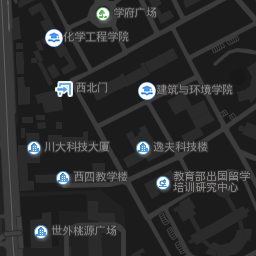 学府广场
化学工程学院
西北门
建筑与环境学院
川大科技大厦
逸夫科技楼
西四教学楼
教育部出国留学
培训研究中心
世外桃源广场